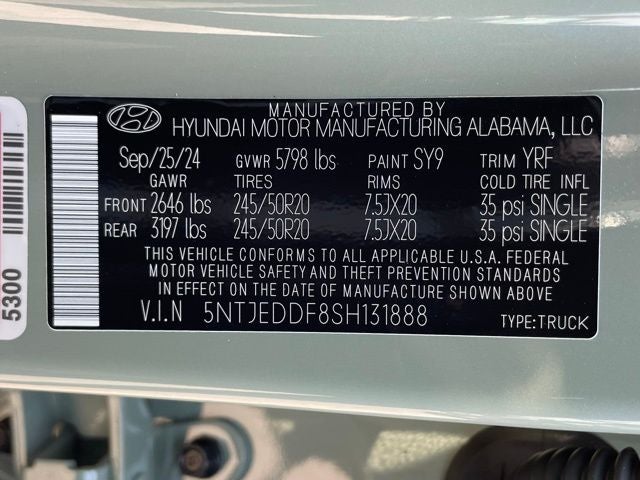 MANUFACTURED BY
HYUNDAI MOTOR MANUFACTURING ALABAMA, LLC
Sep/25/24 GVWR 5798 lbs PAINT SY9 TRIM YRF
GAWR TIRES RIMS COLD TIRE INFL
FRONT 2646 lbs 245/50R20 7.5JX20 35 psi SINGLE
REAR 3197 lbs 245/50R20 7.5JX20 35 psi SINGLE
THIS VEHICLE CONFORMS TO ALL APPLICABLE U.S.A. FEDERAL
MOTOR VEHICLE SAFETY AND THEFT PREVENTION STANDARDS
IN EFFECT ON THE DATE OF MANUFACTURE SHOWN ABOVE.
V.I.N 5NTJEDDF8SH131888
TYPE:TRUCK
5300